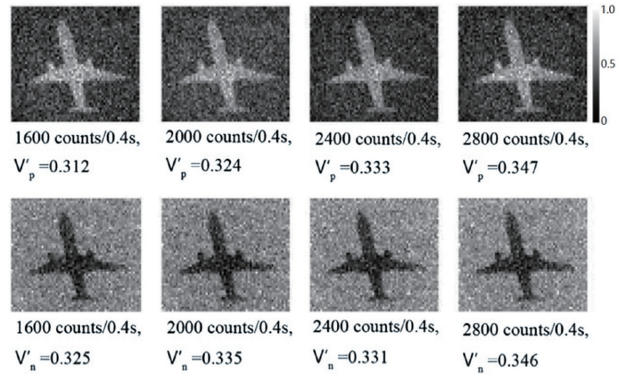 1.0
0.5
0
1600 counts/0.4s, 2000 counts/0.4s, 2400 counts/0.4s, 2800 counts/0.4s,
V'p =0.312 V'p =0.324 V'p =0.333 V'p =0.347
1600 counts/0.4s, 2000 counts/0.4s, 2400 counts/0.4s, 2800 counts/0.4s,
V'n =0.325 V'n =0.335 V'n =0.331 V'n =0.346